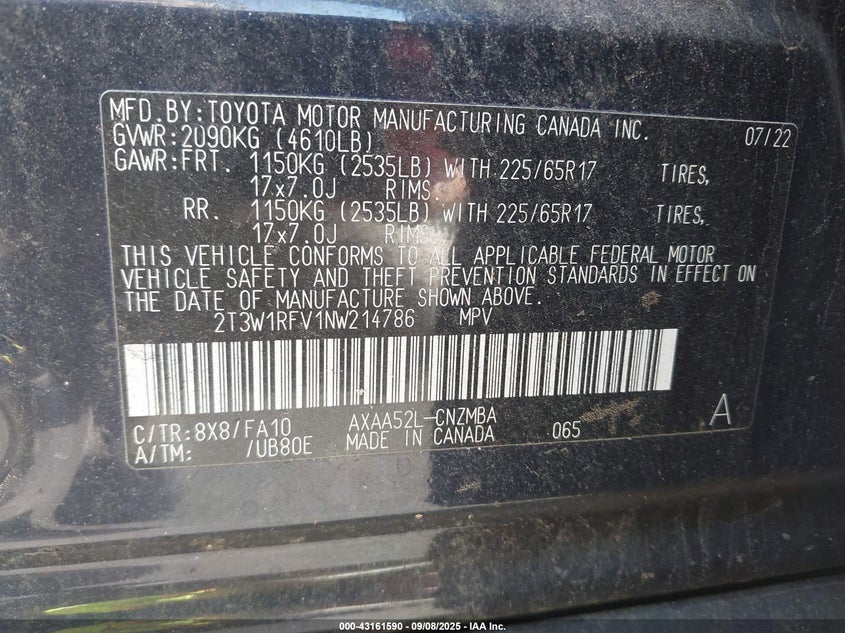 MFD.BY:TOYOTA MOTOR MANUFACTURING CANADA INC. 07/22
GVWR:2090KG (4610LB)
GAWR:FRT. 1150KG (2535LB) WITH 225/65R17 TIRES,
17x7.0J RIMS
RR. 1150KG (2535LB) WITH 225/65R17 TIRES,
17x7.0J RIMS
THIS VEHICLE CONFORMS TO ALL APPLICABLE FEDERAL MOTOR
VEHICLE SAFETY AND THEFT PREVENTION STANDARDS IN EFFECT ON
THE DATE OF MANUFACTURE SHOWN ABOVE.
2T3W1RFV1NW214786 MPV
C/TR:8X8/FA10 AXAA52L-CNZMBA A
A/TM: /UB80E MADE IN CANADA 065
000-43161590 - 09/08/2025 - IAA Inc.